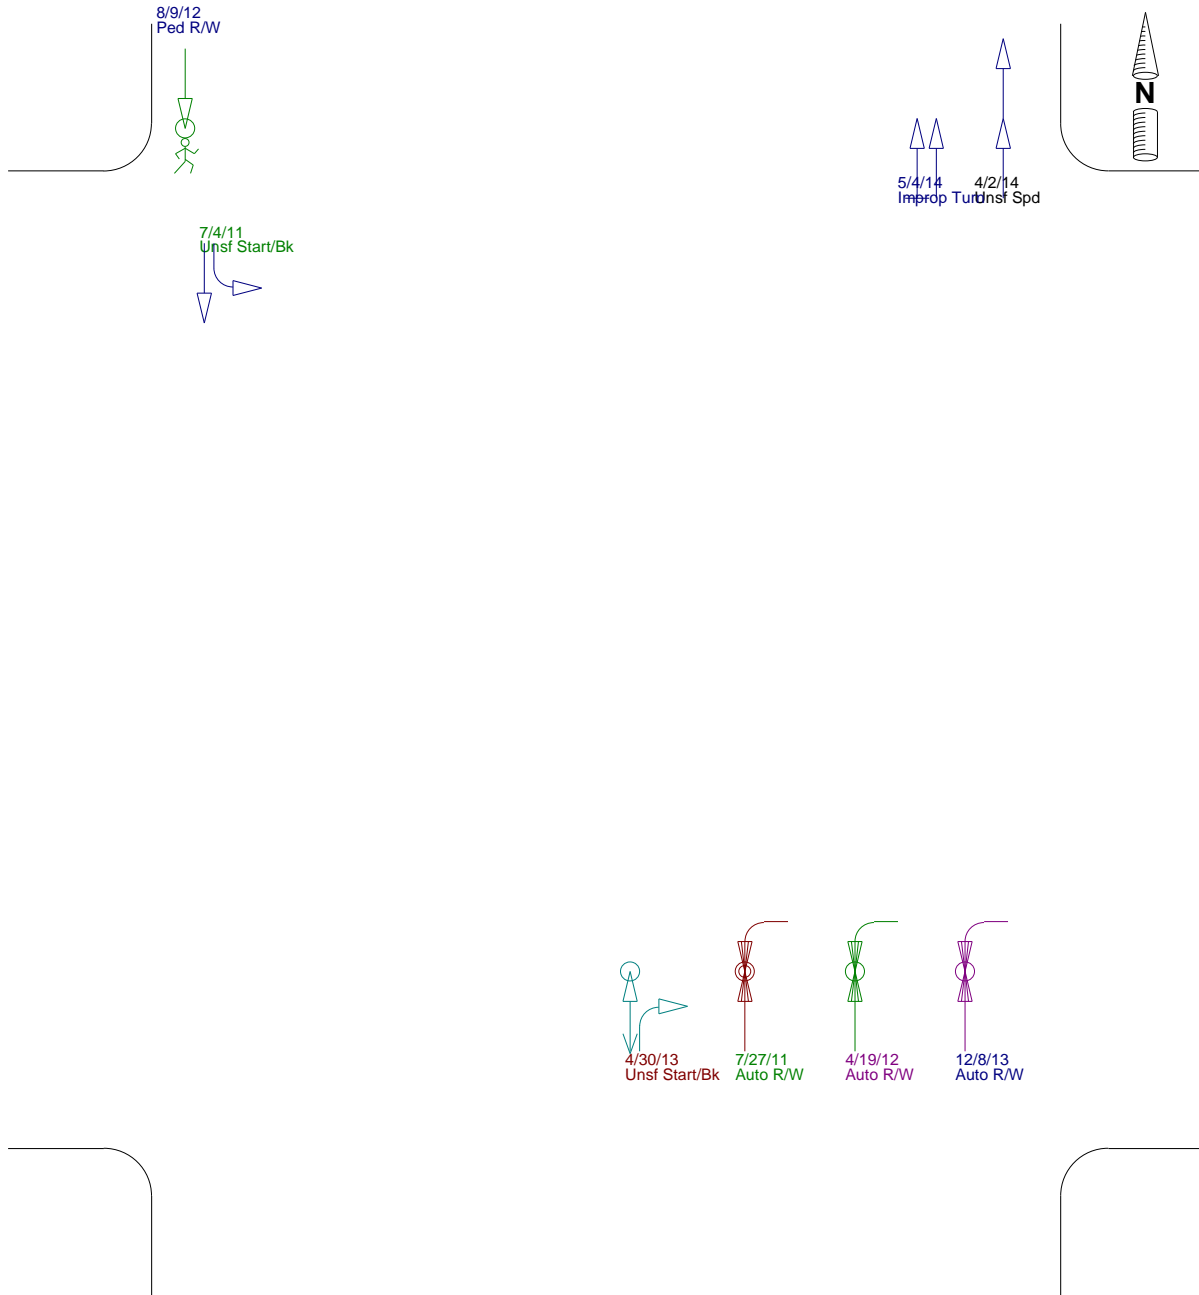 8/9/12
Ped R/W
N
5/4/14
Improp Turn
4/2/14
Unsf Spd
7/4/11
Unsf Start/Bk
4/30/13
Unsf Start/Bk
7/27/11
Auto R/W
4/19/12
Auto R/W
12/8/13
Auto R/W